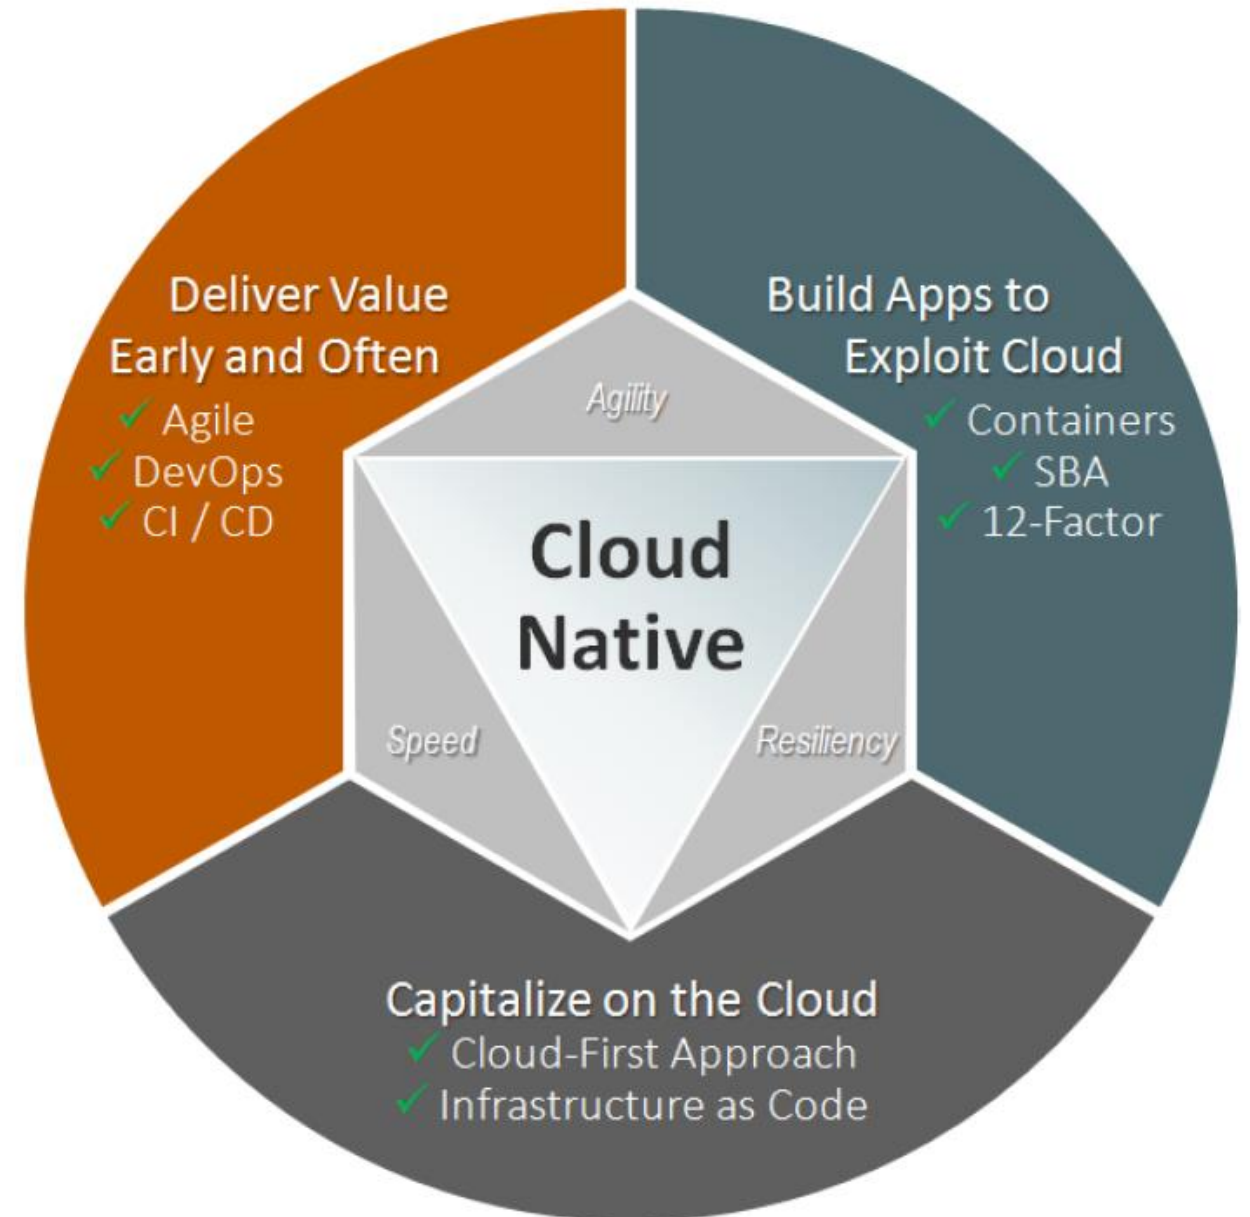 Deliver Value
Early and Often
✓ Agile
✓ DevOps
✓ CI / CD
Build Apps to
Exploit Cloud
✓ Containers
✓ SBA
✓ 12-Factor
Agility
Cloud
Native
Speed
Resiliency
Capitalize on the Cloud
✓ Cloud-First Approach
✓ Infrastructure as Code